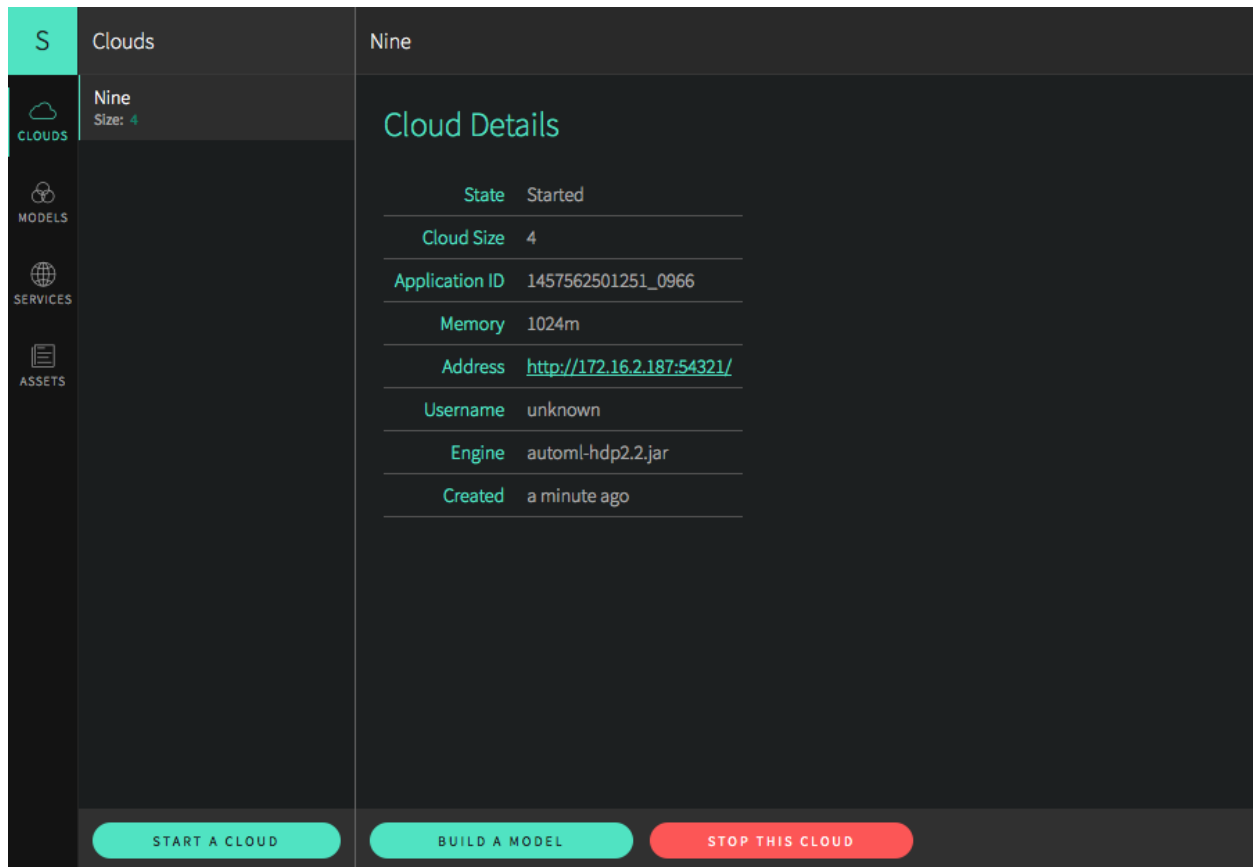 S
Clouds
Nine
CLOUDS
MODELS
SERVICES
ASSETS
Nine
Size: 4
Cloud Details
State Started
Cloud Size 4
Application ID 1457562501251_0966
Memory 1024m
Address http://172.16.2.187:54321/
Username unknown
Engine automl-hdp2.2.jar
Created a minute ago
START A CLOUD
BUILD A MODEL
STOP THIS CLOUD